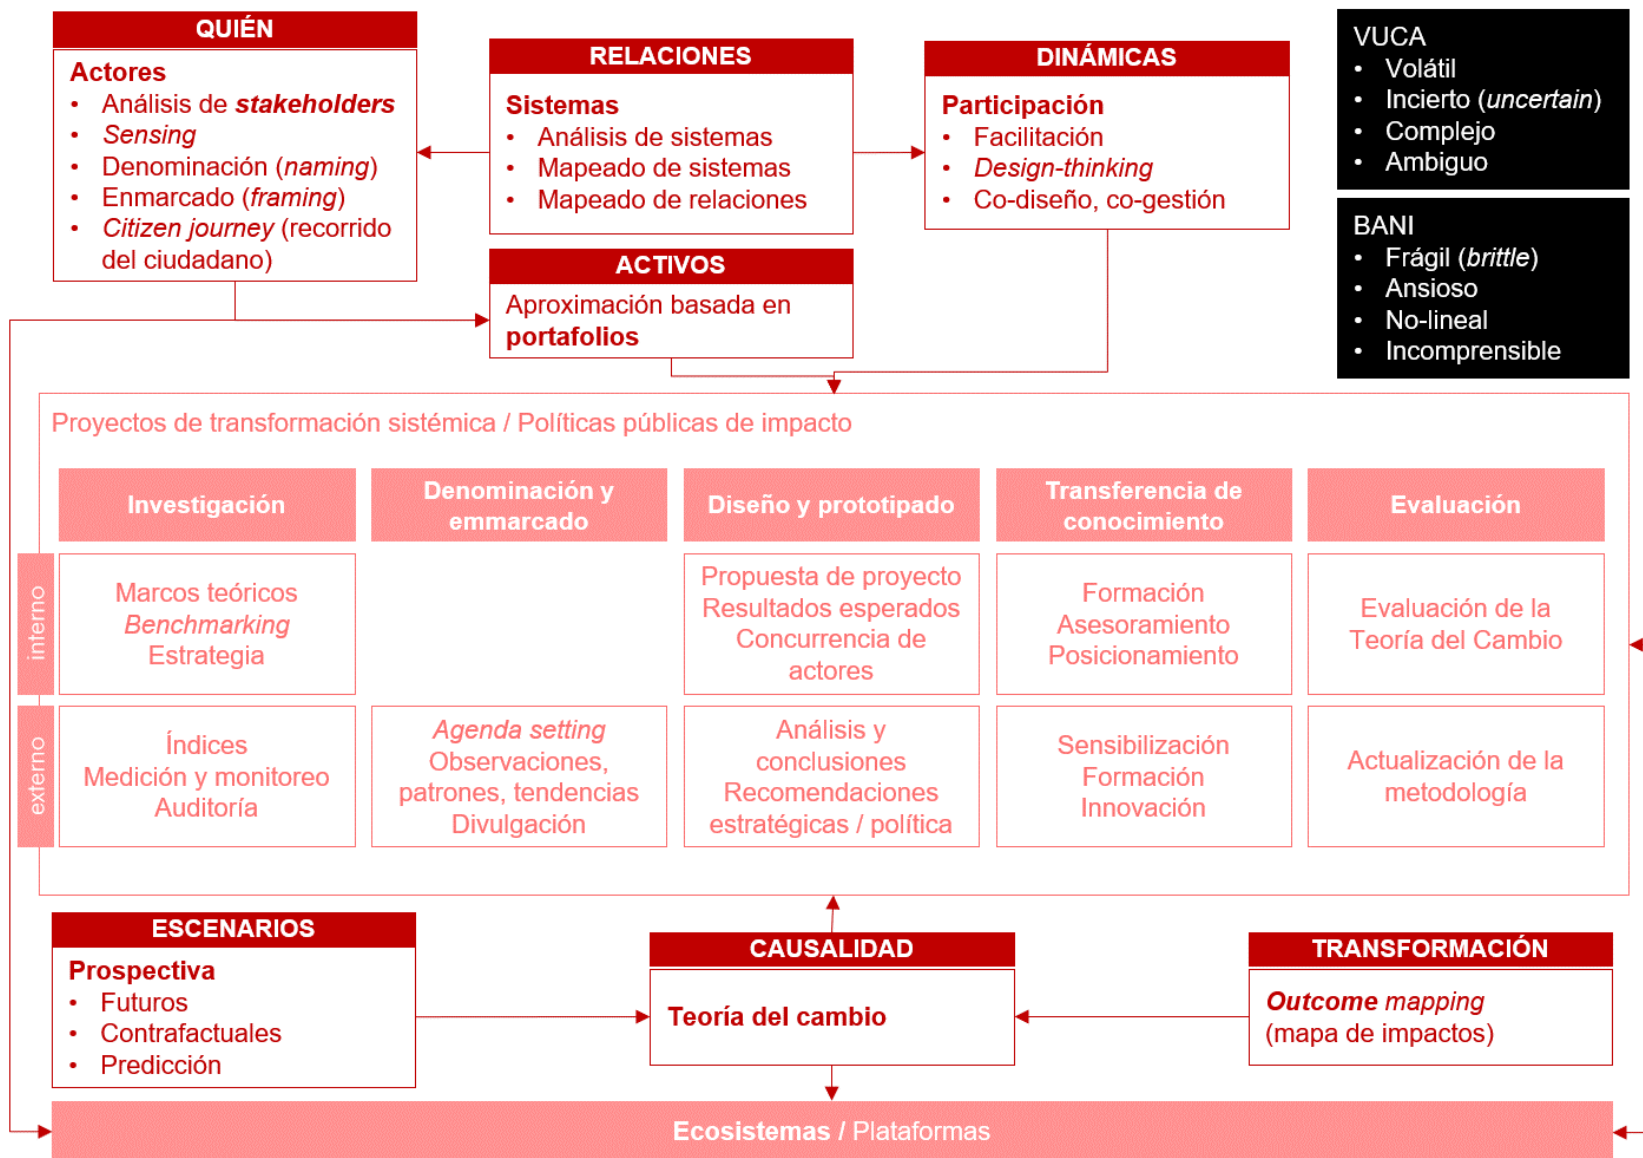 QUIÉN
Actores
• Análisis de stakeholders
• Sensing
• Denominación (naming)
• Enmarcado (framing)
• Citizen journey (recorrido
del ciudadano)
RELACIONES
Sistemas
• Análisis de sistemas
• Mapeado de sistemas
• Mapeado de relaciones
DINÁMICAS
Participación
• Facilitación
• Design-thinking
• Co-diseño, co-gestión
VUCA
• Volátil
• Incierto (uncertain)
• Complejo
• Ambiguo
BANI
• Frágil (brittle)
• Ansioso
• No-lineal
• Incomprensible
ACTIVOS
Aproximación basada en
portafolios
Proyectos de transformación sistémica / Políticas públicas de impacto
Investigación
Denominación y
emmarcado
Diseño y prototipado
Transferencia de
conocimiento
Evaluación
interno
Marcos teóricos
Benchmarking
Estrategia
Propuesta de proyecto
Resultados esperados
Concurrencia de
actores
Formación
Asesoramiento
Posicionamiento
Evaluación de la
Teoría del Cambio
externo
Índices
Medición y monitoreo
Auditoría
Agenda setting
Observaciones,
patrones, tendencias
Divulgación
Análisis y
conclusiones
Recomendaciones
estratégicas / política
Sensibilización
Formación
Innovación
Actualización de la
metodología
ESCENARIOS
Prospectiva
• Futuros
• Contrafactuales
• Predicción
CAUSALIDAD
Teoría del cambio
TRANSFORMACIÓN
Outcome mapping
(mapa de impactos)
Ecosistemas / Plataformas